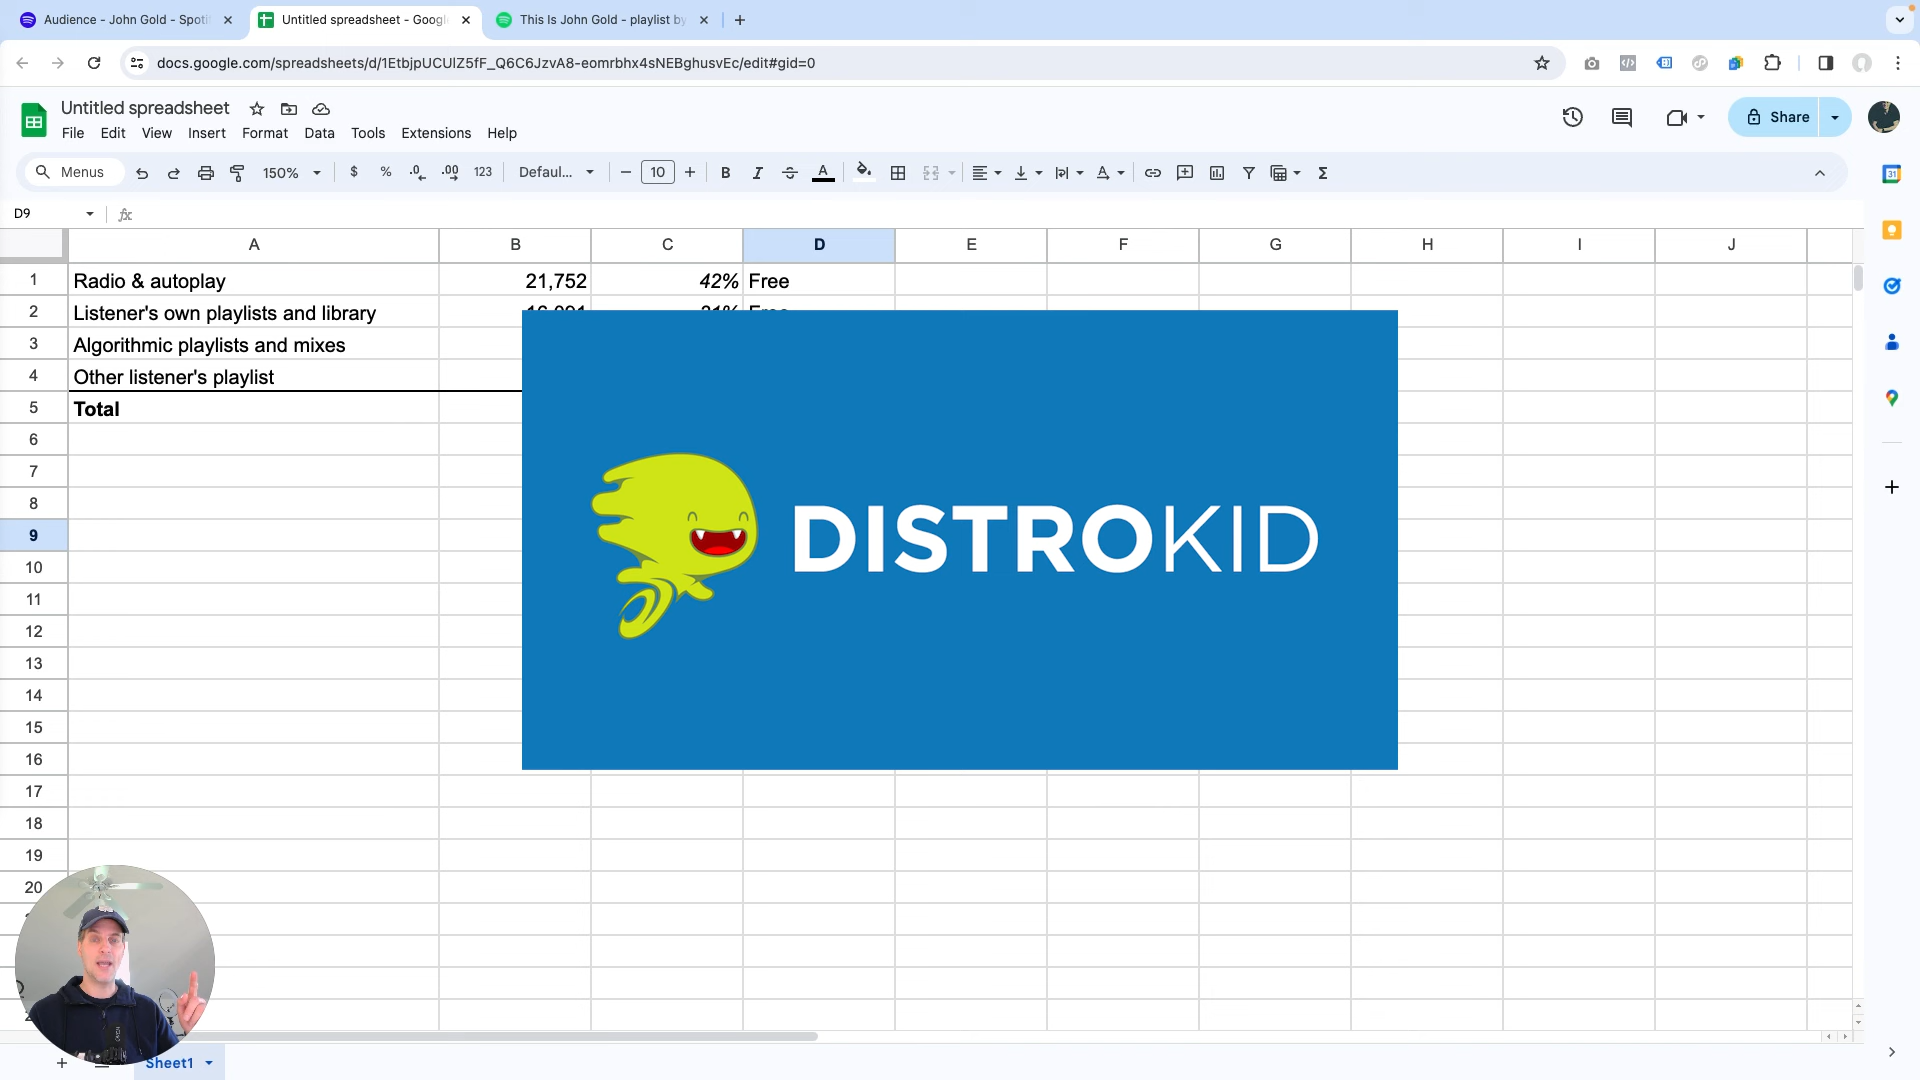 Audience - John Gold - Spoti
Untitled spreadsheet - Google
This Is John Gold - playlist by
docs.google.com/spreadsheets/d/1EtbjpUCUlZ5fF_Q6C6JzvA8-eomrbhx4sNEBghusvEc/edit#gid=0
Untitled spreadsheet
File Edit View Insert Format Data Tools Extensions Help
Share
Menus 150% $ % .0 .00 123 Defaul... 10 B I A
31
D9 fx
A B C D E F G H I J
1 Radio & autoplay 21,752 42% Free
2 Listener's own playlists and library
3 Algorithmic playlists and mixes
4 Other listener's playlist
5 Total
6
7
8
9
10
11
12
13
14
15
16
17
18
19
20
DISTROKID
Sheet1